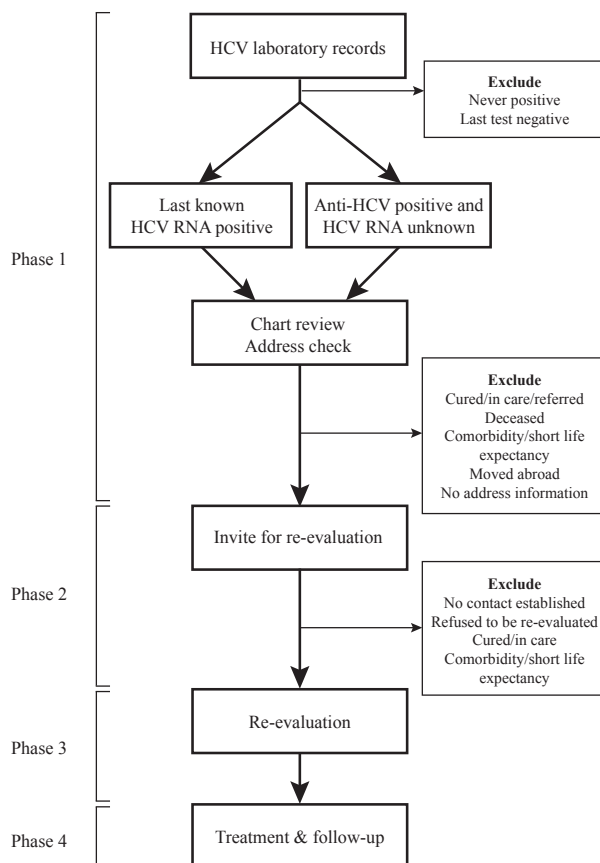 HCV laboratory records
Exclude
Never positive
Last test negative
Last known
HCV RNA positive
Anti-HCV positive and
HCV RNA unknown
Phase 1
Chart review
Address check
Exclude
Cured/in care/referred
Deceased
Comorbidity/short life
expectancy
Moved abroad
No address information
Invite for re-evaluation
Phase 2
Exclude
No contact established
Refused to be re-evaluated
Cured/in care
Comorbidity/short life
expectancy
Re-evaluation
Phase 3
Phase 4
Treatment & follow-up